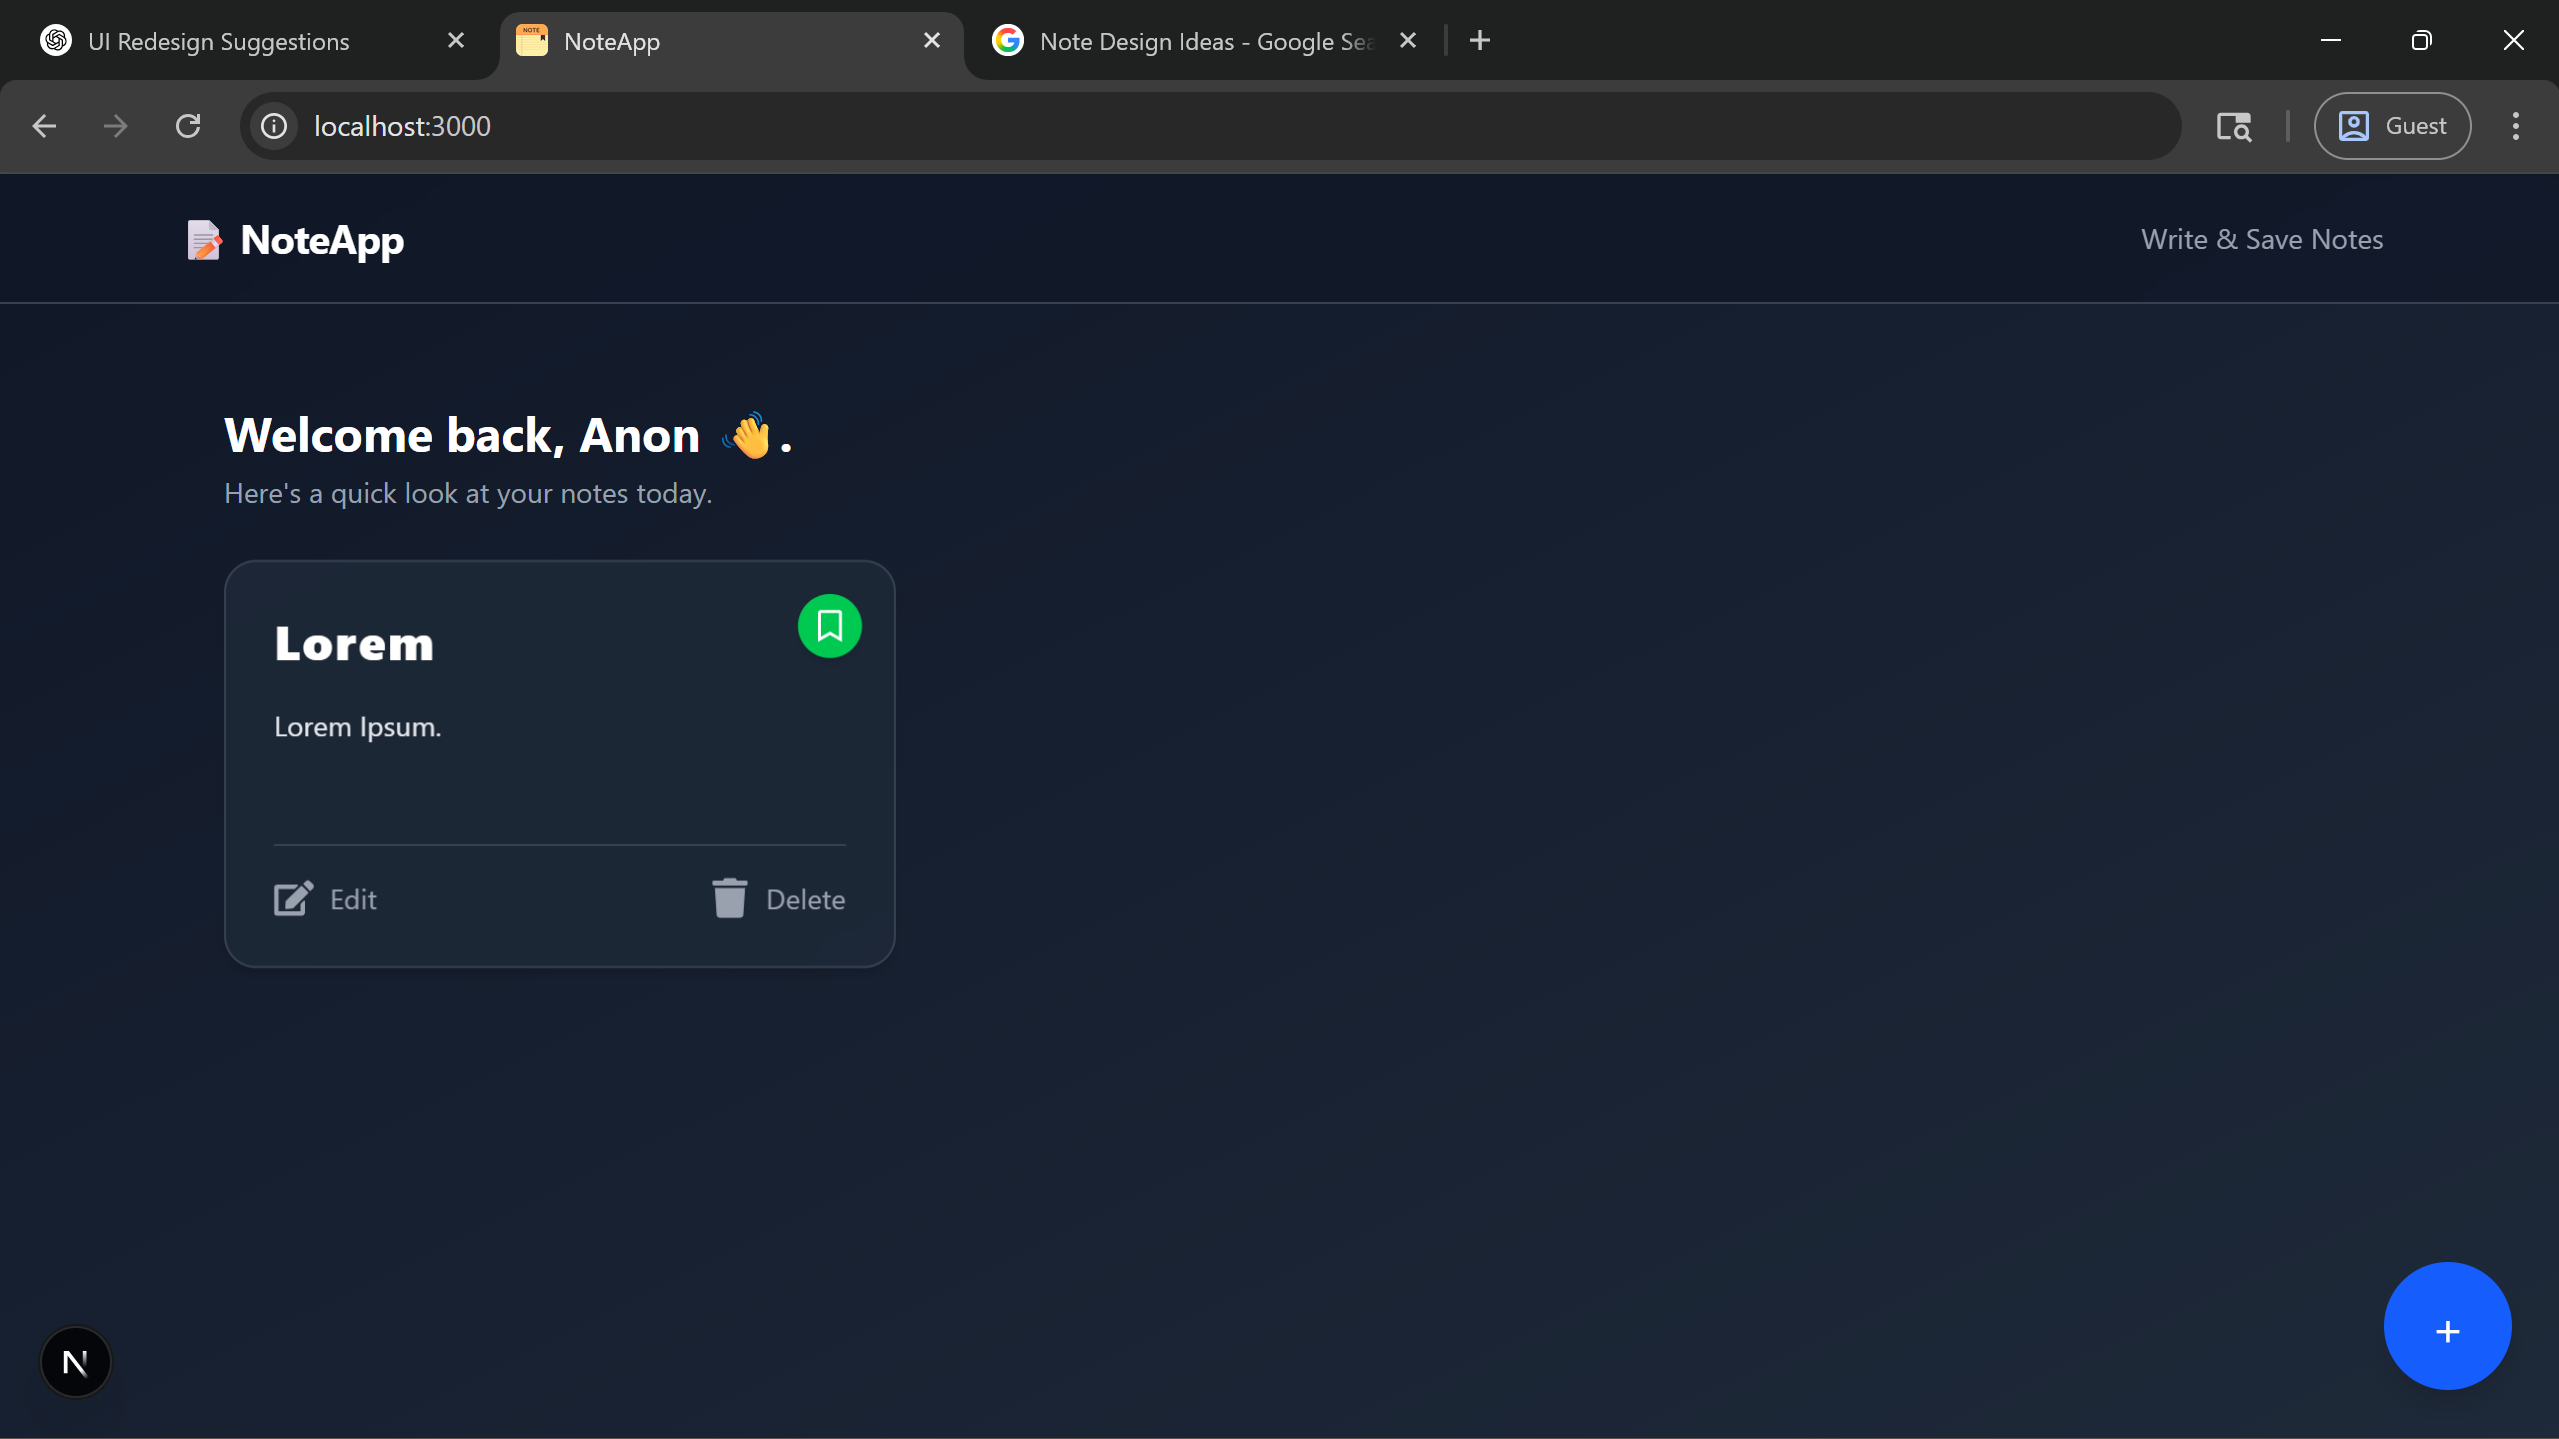 UI Redesign Suggestions
NoteApp
Note Design Ideas - Google Sea
localhost:3000
Guest
NoteApp
Write & Save Notes
Welcome back, Anon 👋.
Here's a quick look at your notes today.
Lorem
Lorem Ipsum.
Edit
Delete
N
+